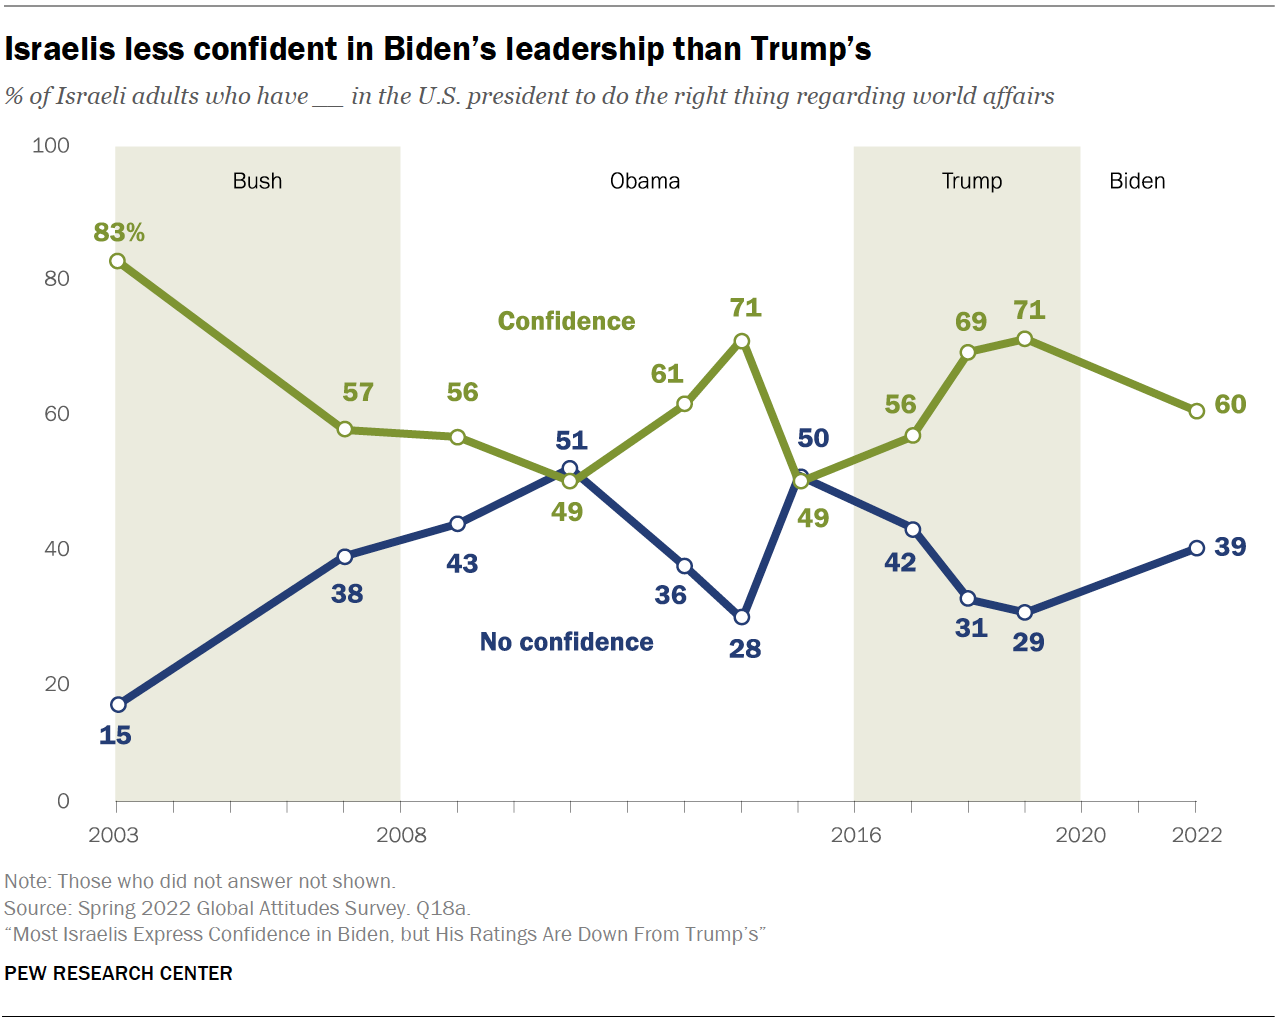 Israelis less confident in Biden's leadership than Trump's
% of Israeli adults who have __ in the U.S. president to do the right thing regarding world affairs
100
Bush
Obama
Trump
Biden
83%
80
Confidence
71
69
71
61
57
56
56
60
60
51
50
49
49
40
43
42
39
38
36
31
29
28
No confidence
20
15
0
2003
2008
2016
2020
2022
Note: Those who did not answer not shown.
Source: Spring 2022 Global Attitudes Survey. Q18a.
“Most Israelis Express Confidence in Biden, but His Ratings Are Down From Trump's”
PEW RESEARCH CENTER